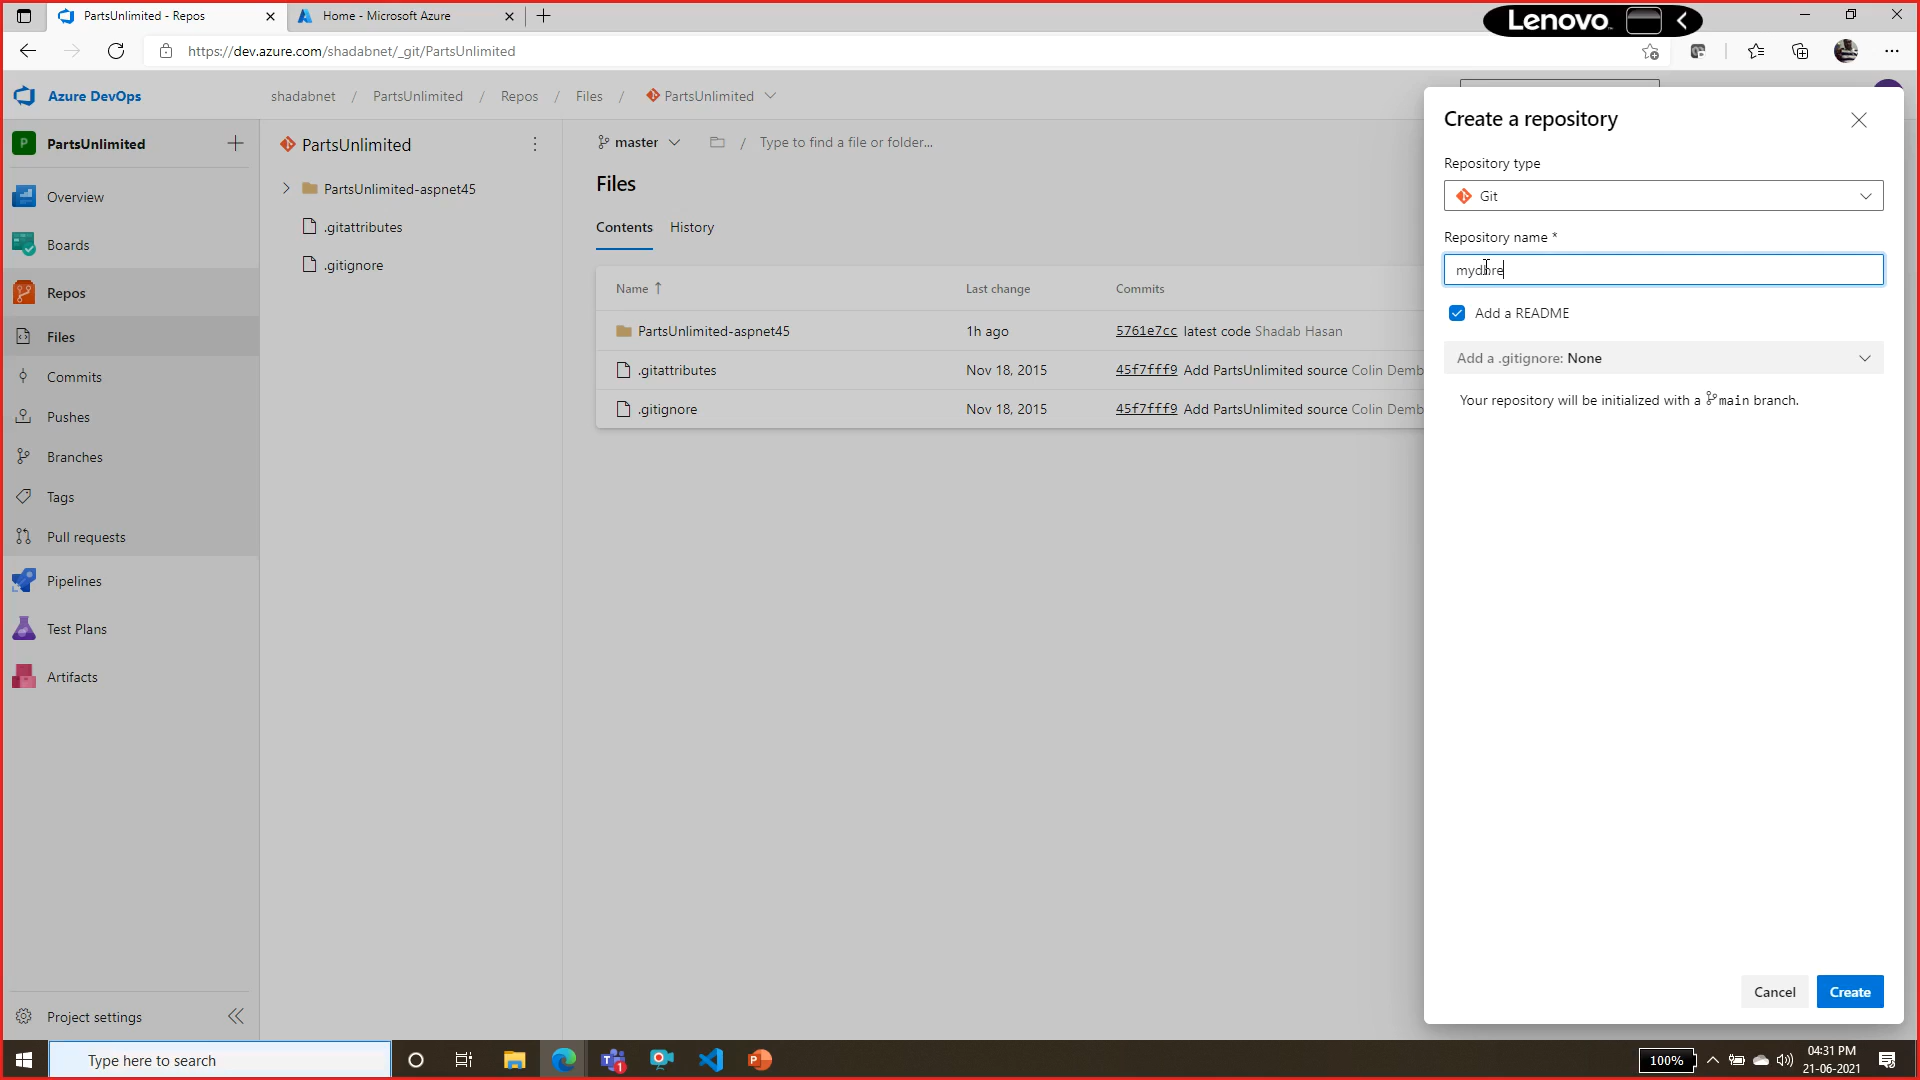 PartsUnlimited - Repos
Home - Microsoft Azure
Lenovo
https://dev.azure.com/shadabnet/_git/PartsUnlimited
Azure DevOps
shadabnet / PartsUnlimited / Repos / Files / PartsUnlimited
P PartsUnlimited
Overview
Boards
Repos
Files
Commits
Pushes
Branches
Tags
Pull requests
Pipelines
Test Plans
Artifacts
Project settings
PartsUnlimited
PartsUnlimited-aspnet45
.gitattributes
.gitignore
master / Type to find a file or folder...
Files
Contents History
Name Last change Commits
PartsUnlimited-aspnet45 1h ago 5761e7cc latest code Shadab Hasan
.gitattributes Nov 18, 2015 45f7fff9 Add PartsUnlimited source Colin Demb
.gitignore Nov 18, 2015 45f7fff9 Add PartsUnlimited source Colin Demb
Create a repository
Repository type
Git
Repository name *
Add a README
Add a .gitignore: None
Your repository will be initialized with a main branch.
Cancel Create
Type here to search
1
100%
04:31 PM
21-06-2021